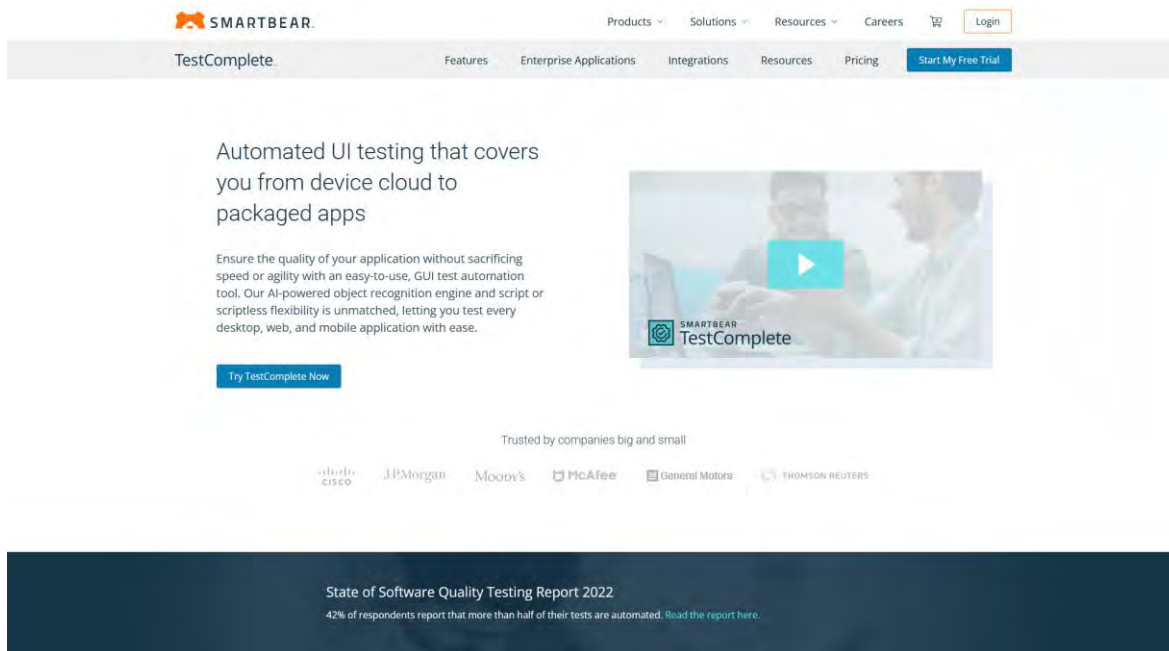 SMARTBEAR.
Products Solutions Resources Careers Login
TestComplete
Features Enterprise Applications Integrations Resources Pricing Start My Free Trial
Automated UI testing that covers
you from device cloud to
packaged apps
Ensure the quality of your application without sacrificing
speed or agility with an easy-to-use, GUI test automation
tool. Our AI-powered object recognition engine and script or
scriptless flexibility is unmatched, letting you test every
desktop, web, and mobile application with ease.
Try TestComplete Now
SMARTBEAR
TestComplete
Trusted by companies big and small
CISCO J.P.Morgan Moody's McAfee GM General Motors THOMSON REUTERS
State of Software Quality Testing Report 2022
42% of respondents report that more than half of their tests are automated. Read the report here.